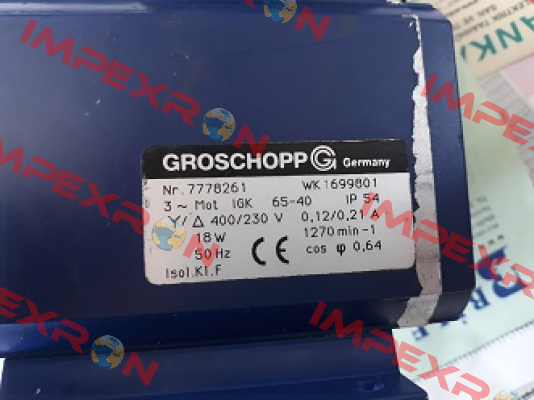 GROSCHOPP G Germany
Nr. 7778261 WK 1699801
3 ~ Mot IGK 65-40 IP 54
Y/Δ 400/230 V 0,12/0,21 A
18 W 1270 min-1
50 Hz CE cos φ 0,64
Isol.Kl.F
IMPEXRON
IMPEXRON
IMPEXRON
IMPEXRON
IMPEXRON